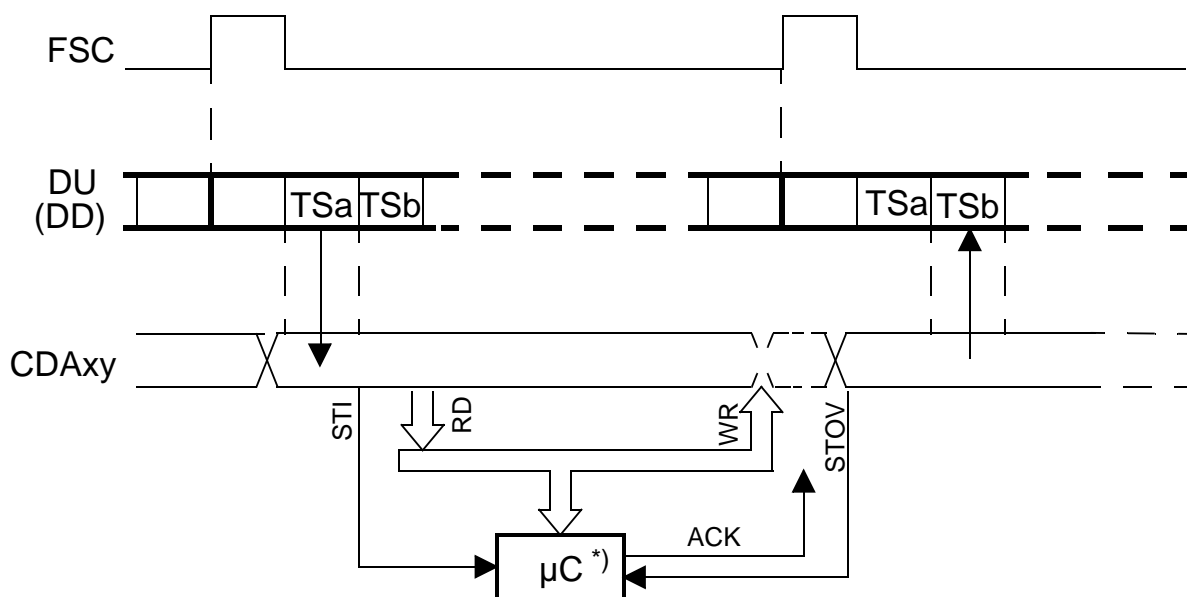 FSC
DU
(DD)
TSa TSb
TSa TSb
CDAxy
STI
RD
WR
STOV
ACK
µC *)